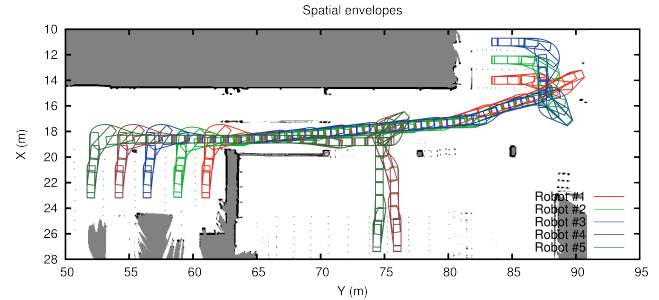 Spatial envelopes
10
12
14
16
18
20
22
24
26
28
X (m)
50 55 60 65 70 75 80 85 90 95
Y (m)
Robot #1
Robot #2
Robot #3
Robot #4
Robot #5